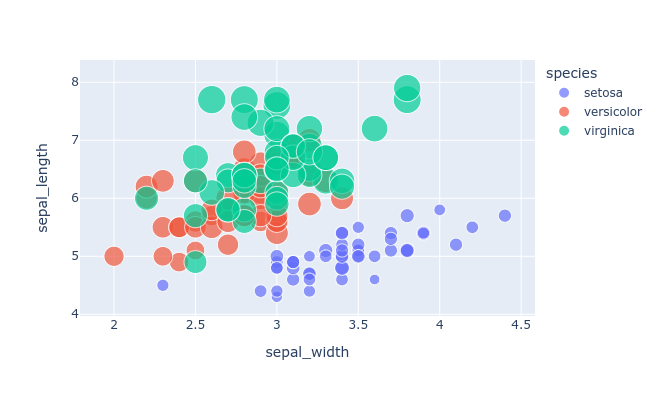 species
setosa
versicolor
virginica
sepal_length
8
7
6
5
4
2
2.5
3
3.5
4
4.5
sepal_width